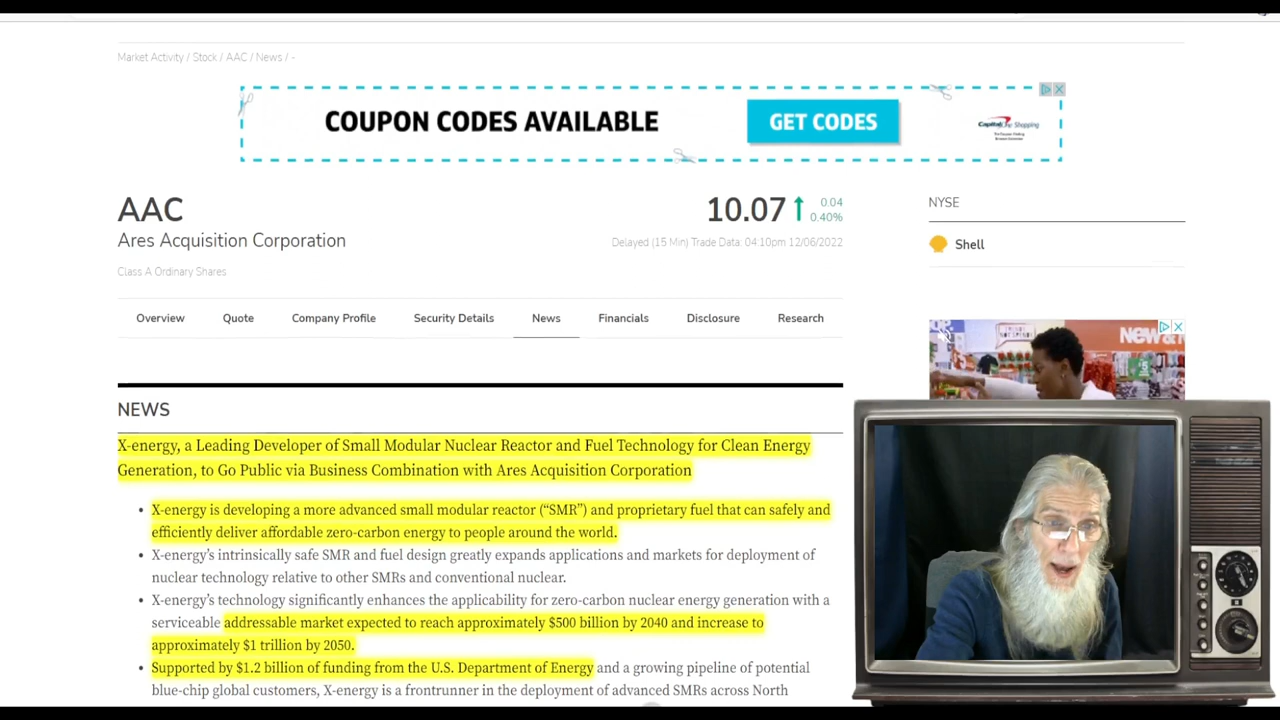 Market Activity / Stock / AAC / News / -
COUPON CODES AVAILABLE
GET CODES
Capital One Shopping
AAC
10.07
0.04
0.40%
Ares Acquisition Corporation
Delayed (15 Min) Trade Data: 04:10pm 12/06/2022
Class A Ordinary Shares
NYSE
Shell
Overview
Quote
Company Profile
Security Details
News
Financials
Disclosure
Research
NEW &
NEWS
X-energy, a Leading Developer of Small Modular Nuclear Reactor and Fuel Technology for Clean Energy
Generation, to Go Public via Business Combination with Ares Acquisition Corporation
• X-energy is developing a more advanced small modular reactor (“SMR”) and proprietary fuel that can safely and
efficiently deliver affordable zero-carbon energy to people around the world.
• X-energy’s intrinsically safe SMR and fuel design greatly expands applications and markets for deployment of
nuclear technology relative to other SMRs and conventional nuclear.
• X-energy’s technology significantly enhances the applicability for zero-carbon nuclear energy generation with a
serviceable addressable market expected to reach approximately $500 billion by 2040 and increase to
approximately $1 trillion by 2050.
• Supported by $1.2 billion of funding from the U.S. Department of Energy and a growing pipeline of potential
blue-chip global customers, X-energy is a frontrunner in the deployment of advanced SMRs across North